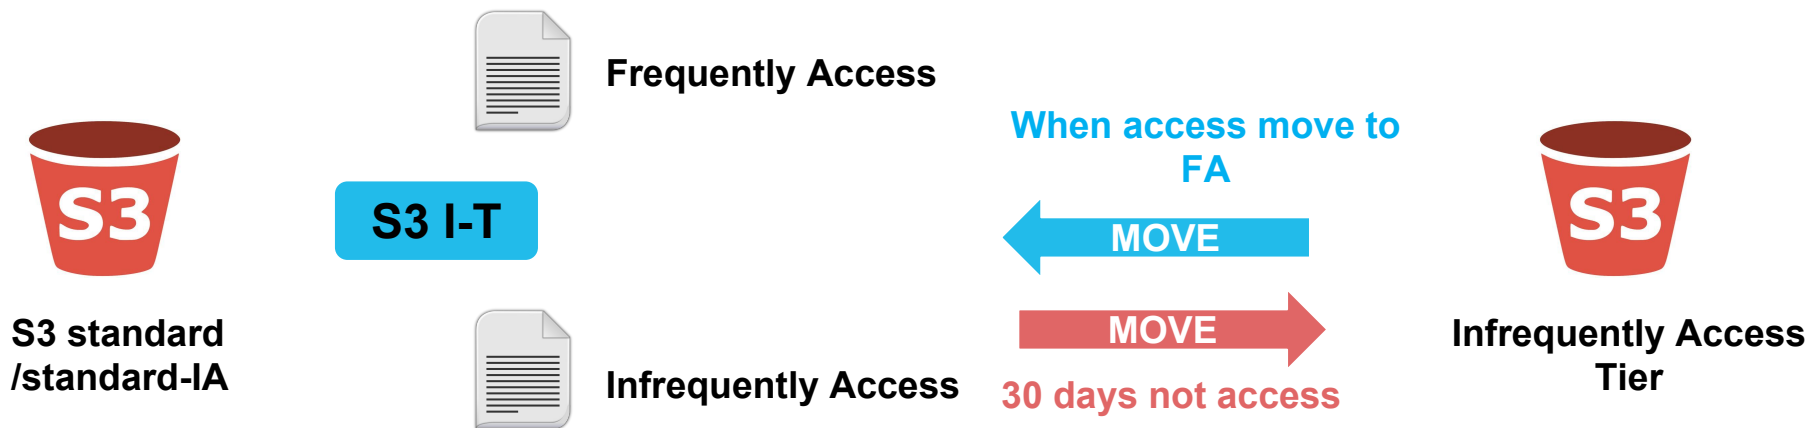 Frequently Access
When access move to
FA
S3
S3 I-T
MOVE
S3
MOVE
S3 standard
/standard-IA
Infrequently Access
30 days not access
Infrequently Access
Tier